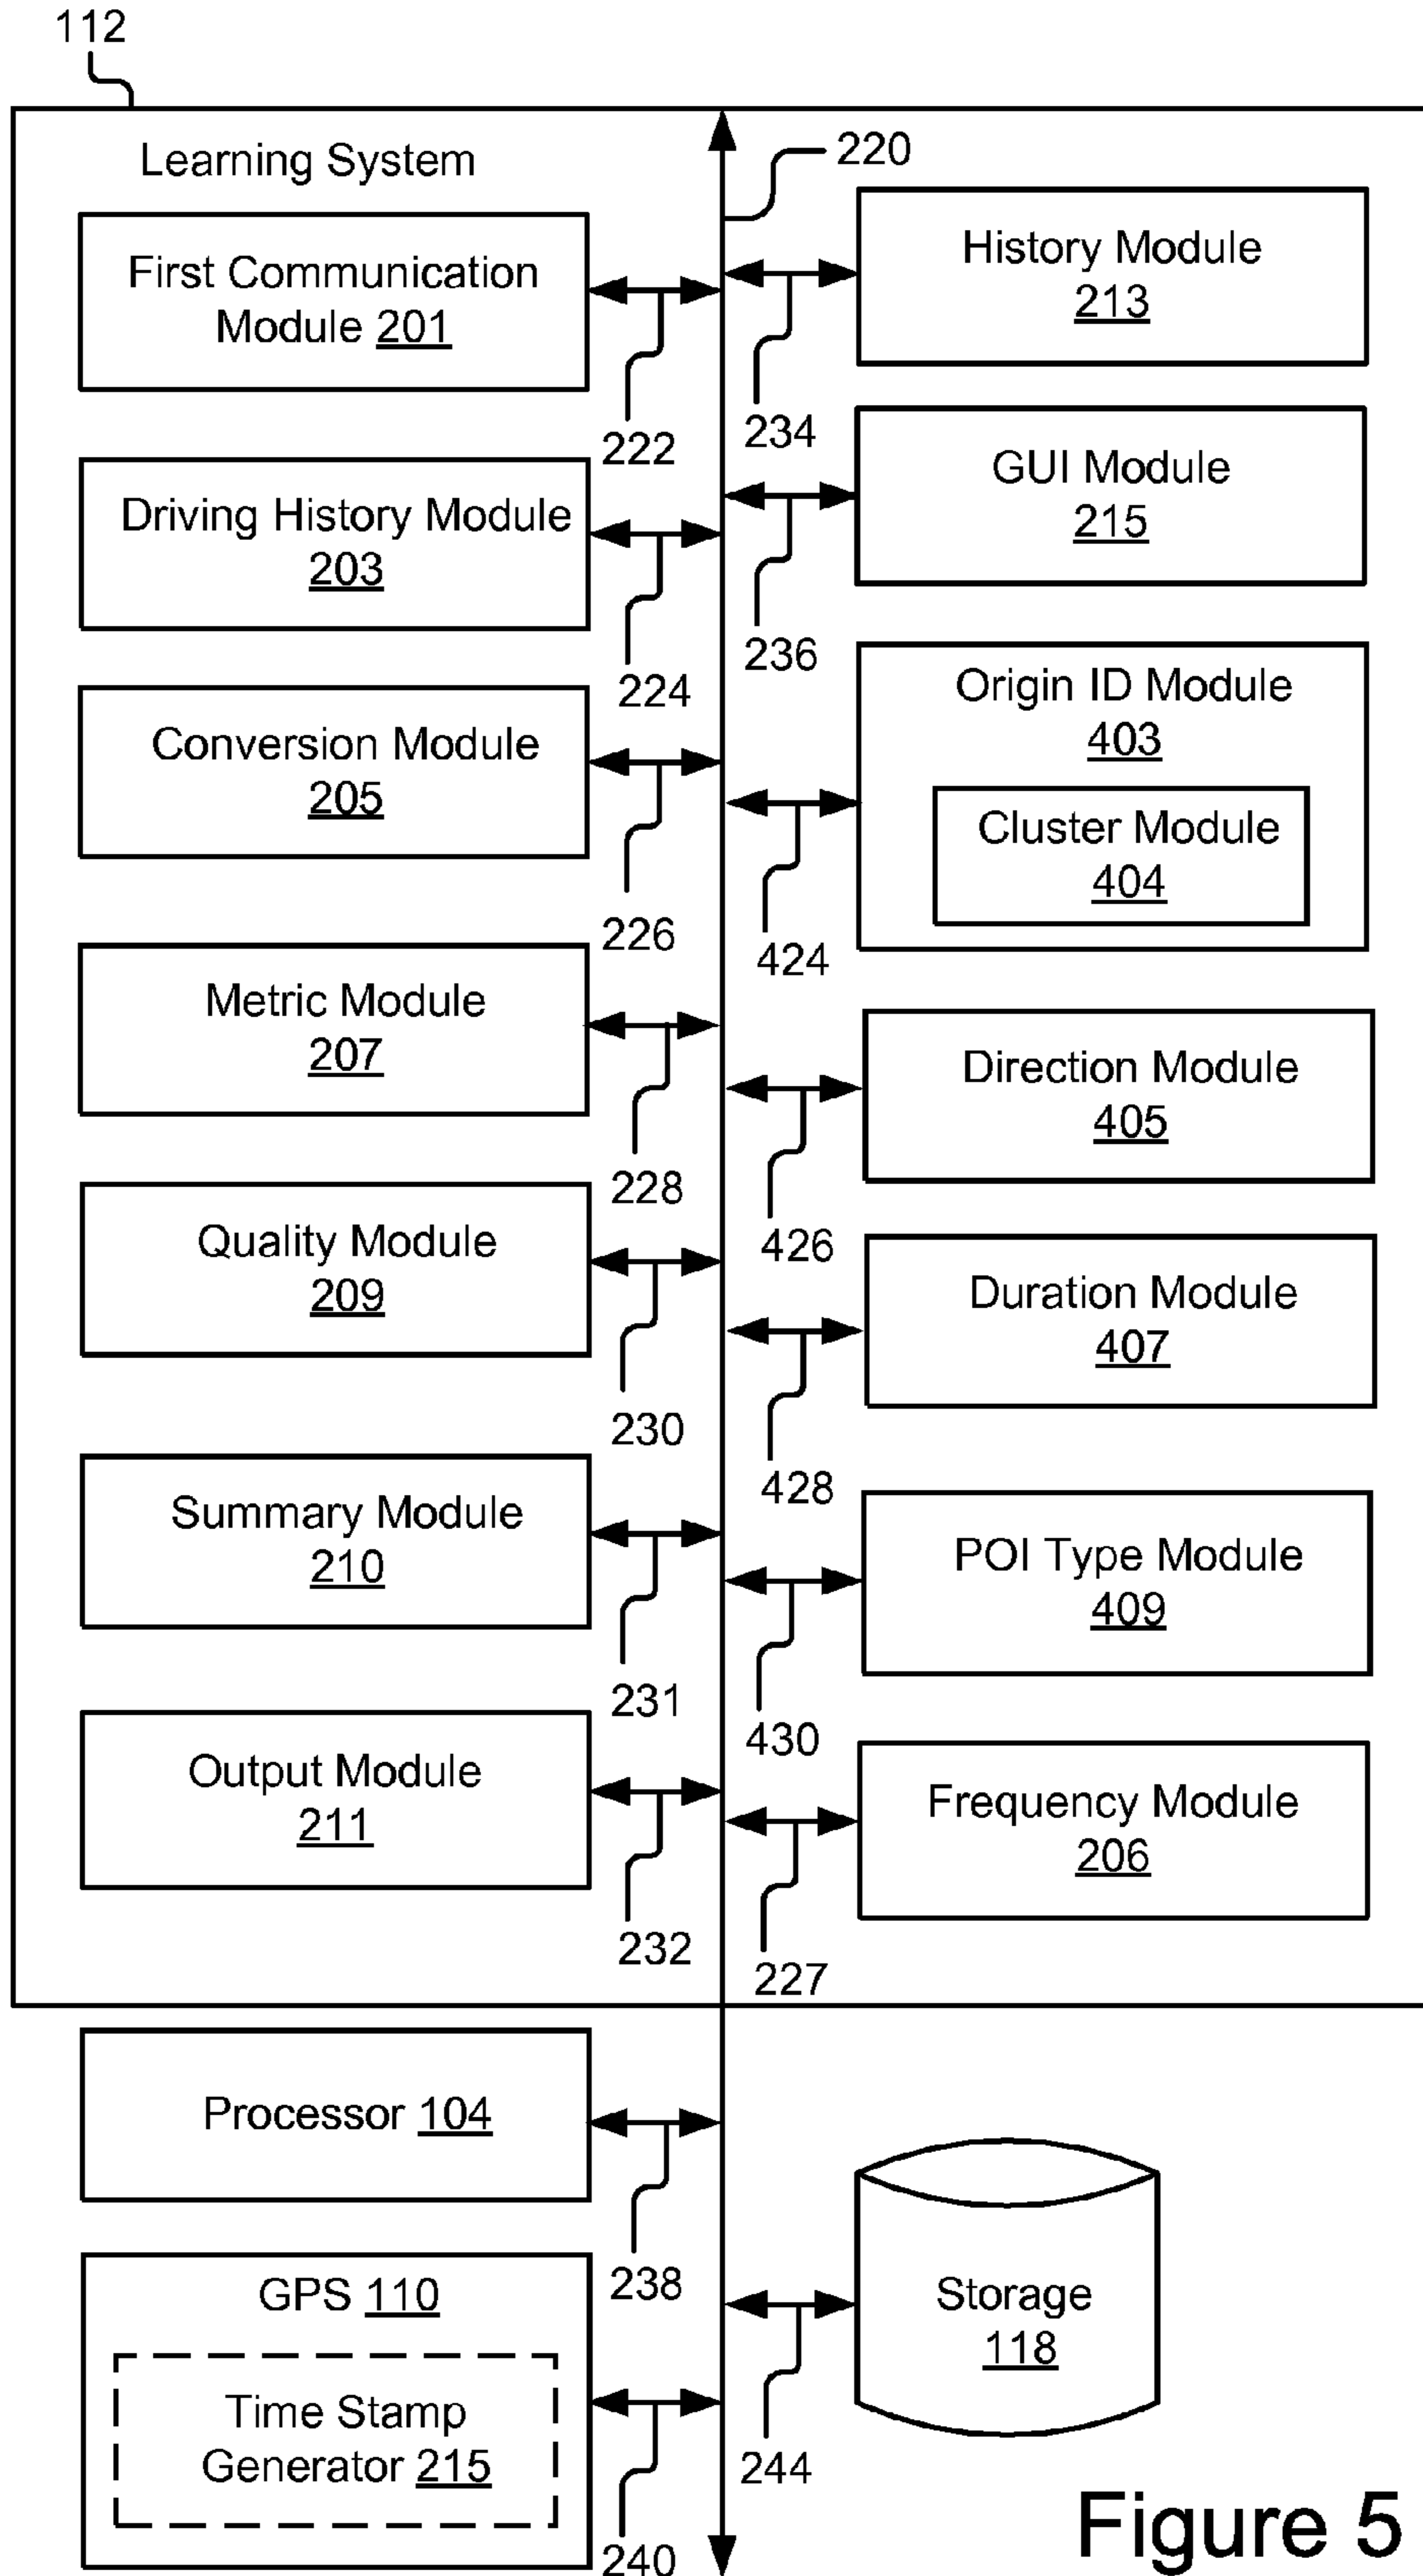 112
Learning System
220
First Communication
Module 201
222
History Module
213
234
Driving History Module
203
224
GUI Module
215
236
Conversion Module
205
226
Origin ID Module
403
Cluster Module
404
424
Metric Module
207
228
Direction Module
405
426
Quality Module
209
230
Duration Module
407
428
Summary Module
210
231
POI Type Module
409
430
Output Module
211
232
Frequency Module
206
227
Processor 104
238
GPS 110
Time Stamp
Generator 215
240
Storage
118
244
Figure 5